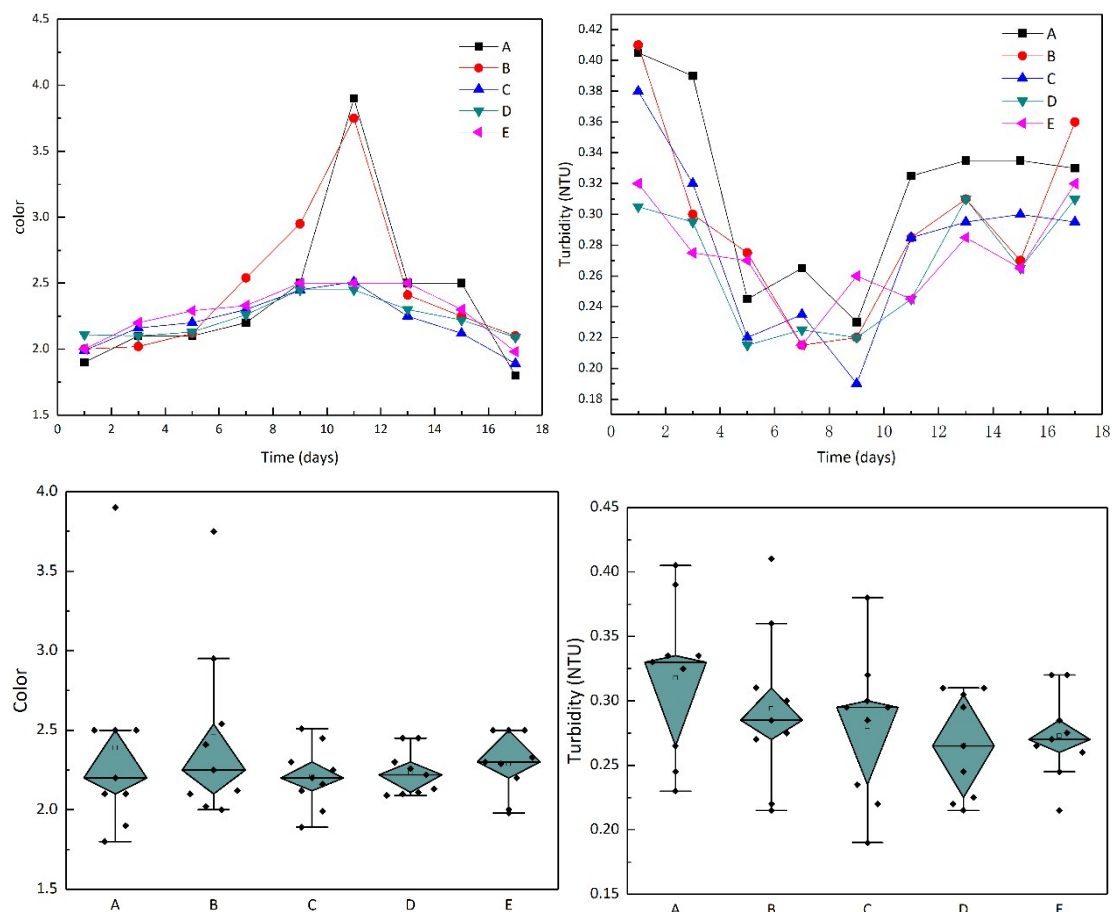 4.5
4.0
3.5
3.0
2.5
2.0
1.5
color
0 2 4 6 8 10 12 14 16 18
Time (days)
A
B
C
D
E
0.42
0.40
0.38
0.36
0.34
0.32
0.30
0.28
0.26
0.24
0.22
0.20
0.18
Turbidity (NTU)
0 2 4 6 8 10 12 14 16 18
Time (days)
A
B
C
D
E
4.0
3.5
3.0
2.5
2.0
1.5
Color
A B C D E
0.45
0.40
0.35
0.30
0.25
0.20
0.15
Turbidity (NTU)
A B C D E